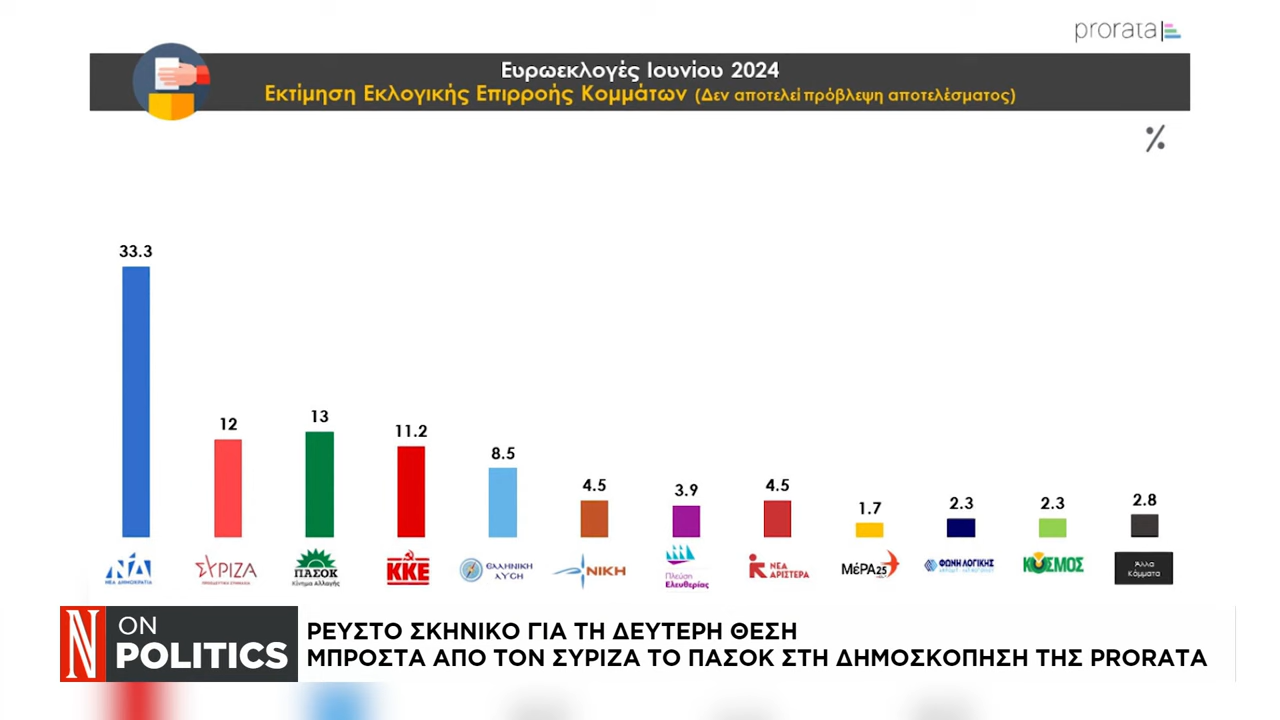 prorata
Ευρωεκλογές Ιουνίου 2024
Εκτίμηση Εκλογικής Επιρροής Κομμάτων (Δεν αποτελεί πρόβλεψη αποτελέσματος)
%
33.3
12
13
11.2
8.5
4.5
3.9
4.5
1.7
2.3
2.3
2.8
ΝΔ
ΝΕΑ ΔΗΜΟΚΡΑΤΙΑ
ΣΥΡΙΖΑ
ΠΡΟΟΔΕΥΤΙΚΗ ΣΥΜΜΑΧΙΑ
ΠΑΣΟΚ
Κίνημα Αλλαγής
ΚΚΕ
ΕΛΛΗΝΙΚΗ
ΛΥΣΗ
ΝΙΚΗ
Πλεύση
Ελευθερίας
ΝΕΑ
ΑΡΙΣΤΕΡΑ
ΜέΡΑ25
ΦΩΝΗ ΛΟΓΙΚΗΣ
ΚΟΣΜΟΣ
Άλλα
Κόμματα
N ON
POLITICS
ΡΕΥΣΤΟ ΣΚΗΝΙΚΟ ΓΙΑ ΤΗ ΔΕΥΤΕΡΗ ΘΕΣΗ
ΜΠΡΟΣΤΑ ΑΠΟ ΤΟΝ ΣΥΡΙΖΑ ΤΟ ΠΑΣΟΚ ΣΤΗ ΔΗΜΟΣΚΟΠΗΣΗ ΤΗΣ PRORATA